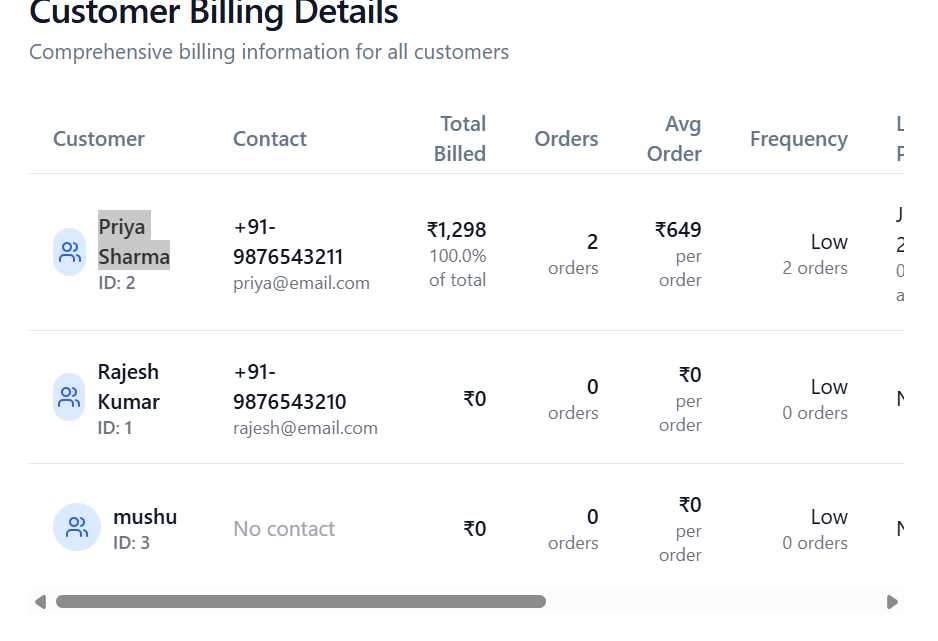 Customer Billing Details
Comprehensive billing information for all customers
Customer Contact Total Billed Orders Avg Order Frequency
Priya Sharma
ID: 2
+91-9876543211
priya@email.com
₹1,298
100.0% of total
2
orders
₹649
per order
Low
2 orders
Rajesh Kumar
ID: 1
+91-9876543210
rajesh@email.com
₹0
0
orders
₹0
per order
Low
0 orders
mushu
ID: 3
No contact
₹0
0
orders
₹0
per order
Low
0 orders